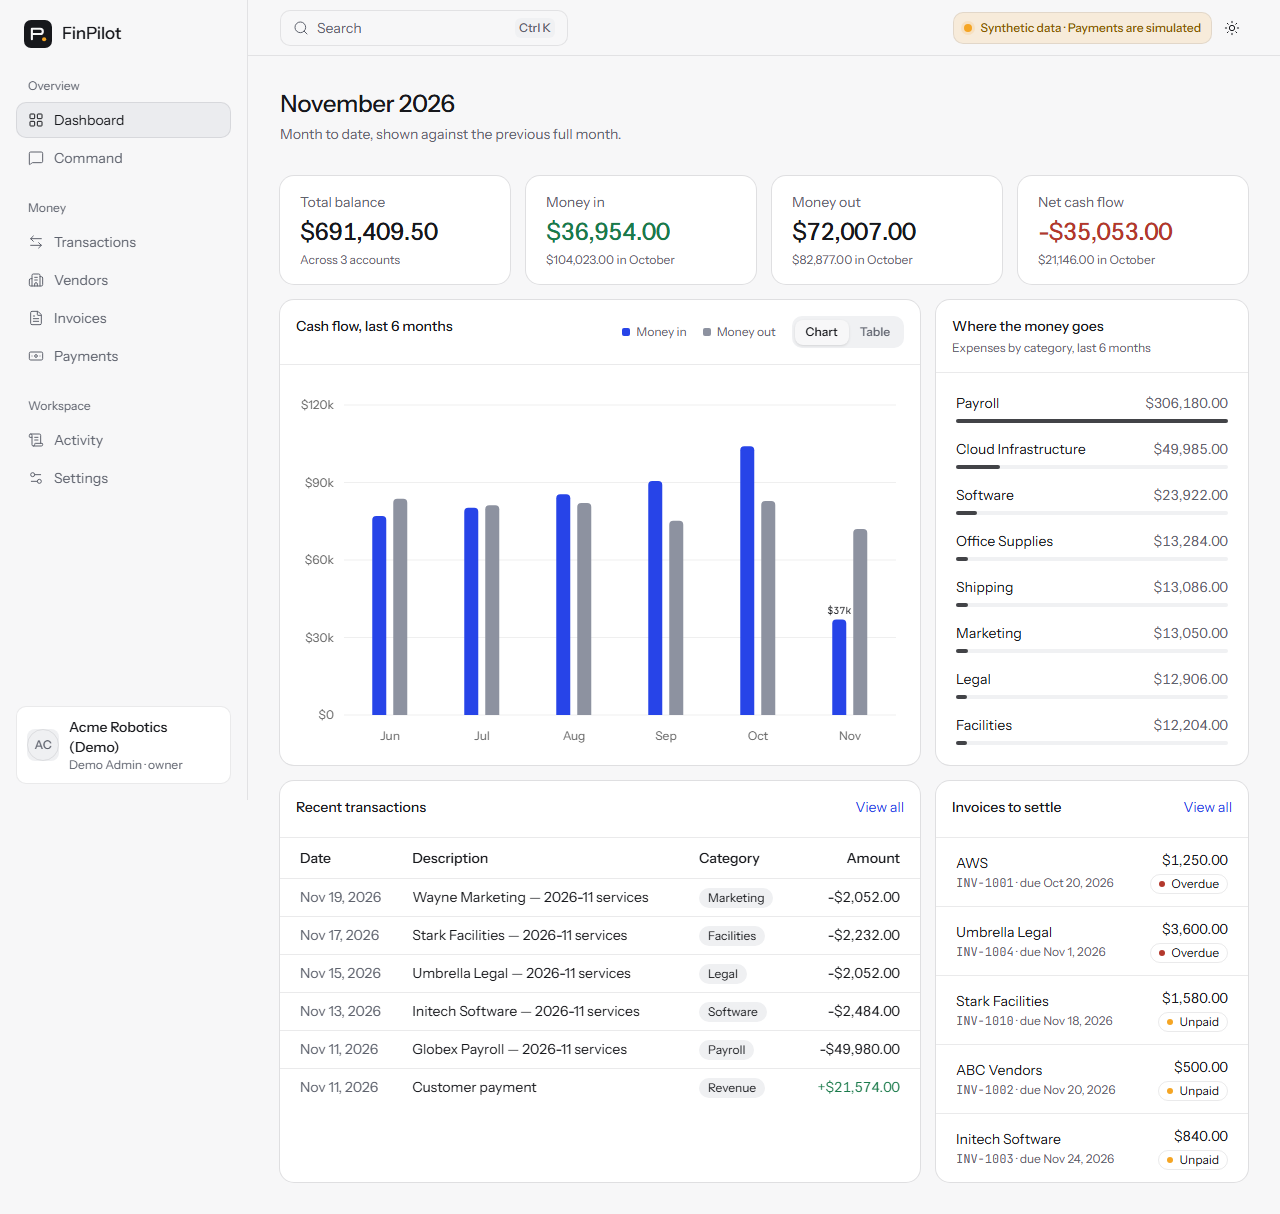 FinPilot
Search
Ctrl K
Synthetic data · Payments are simulated
Overview
Dashboard
Command
Money
Transactions
Vendors
Invoices
Payments
Workspace
Activity
Settings
AC
Acme Robotics
(Demo)
Demo Admin · owner
November 2026
Month to date, shown against the previous full month.
Total balance
$691,409.50
Across 3 accounts
Money in
$36,954.00
$104,023.00 in October
Money out
$72,007.00
$82,877.00 in October
Net cash flow
-$35,053.00
$21,146.00 in October
Cash flow, last 6 months
Money in
Money out
Chart
Table
$120k
$90k
$60k
$30k
$0
$37k
Jun
Jul
Aug
Sep
Oct
Nov
Where the money goes
Expenses by category, last 6 months
Payroll $306,180.00
Cloud Infrastructure $49,985.00
Software $23,922.00
Office Supplies $13,284.00
Shipping $13,086.00
Marketing $13,050.00
Legal $12,906.00
Facilities $12,204.00
Recent transactions
View all
Date Description Category Amount
Nov 19, 2026 Wayne Marketing — 2026-11 services Marketing -$2,052.00
Nov 17, 2026 Stark Facilities — 2026-11 services Facilities -$2,232.00
Nov 15, 2026 Umbrella Legal — 2026-11 services Legal -$2,052.00
Nov 13, 2026 Initech Software — 2026-11 services Software -$2,484.00
Nov 11, 2026 Globex Payroll — 2026-11 services Payroll -$49,980.00
Nov 11, 2026 Customer payment Revenue +$21,574.00
Invoices to settle
View all
AWS $1,250.00
INV-1001 · due Oct 20, 2026 Overdue
Umbrella Legal $3,600.00
INV-1004 · due Nov 1, 2026 Overdue
Stark Facilities $1,580.00
INV-1010 · due Nov 18, 2026 Unpaid
ABC Vendors $500.00
INV-1002 · due Nov 20, 2026 Unpaid
Initech Software $840.00
INV-1003 · due Nov 24, 2026 Unpaid